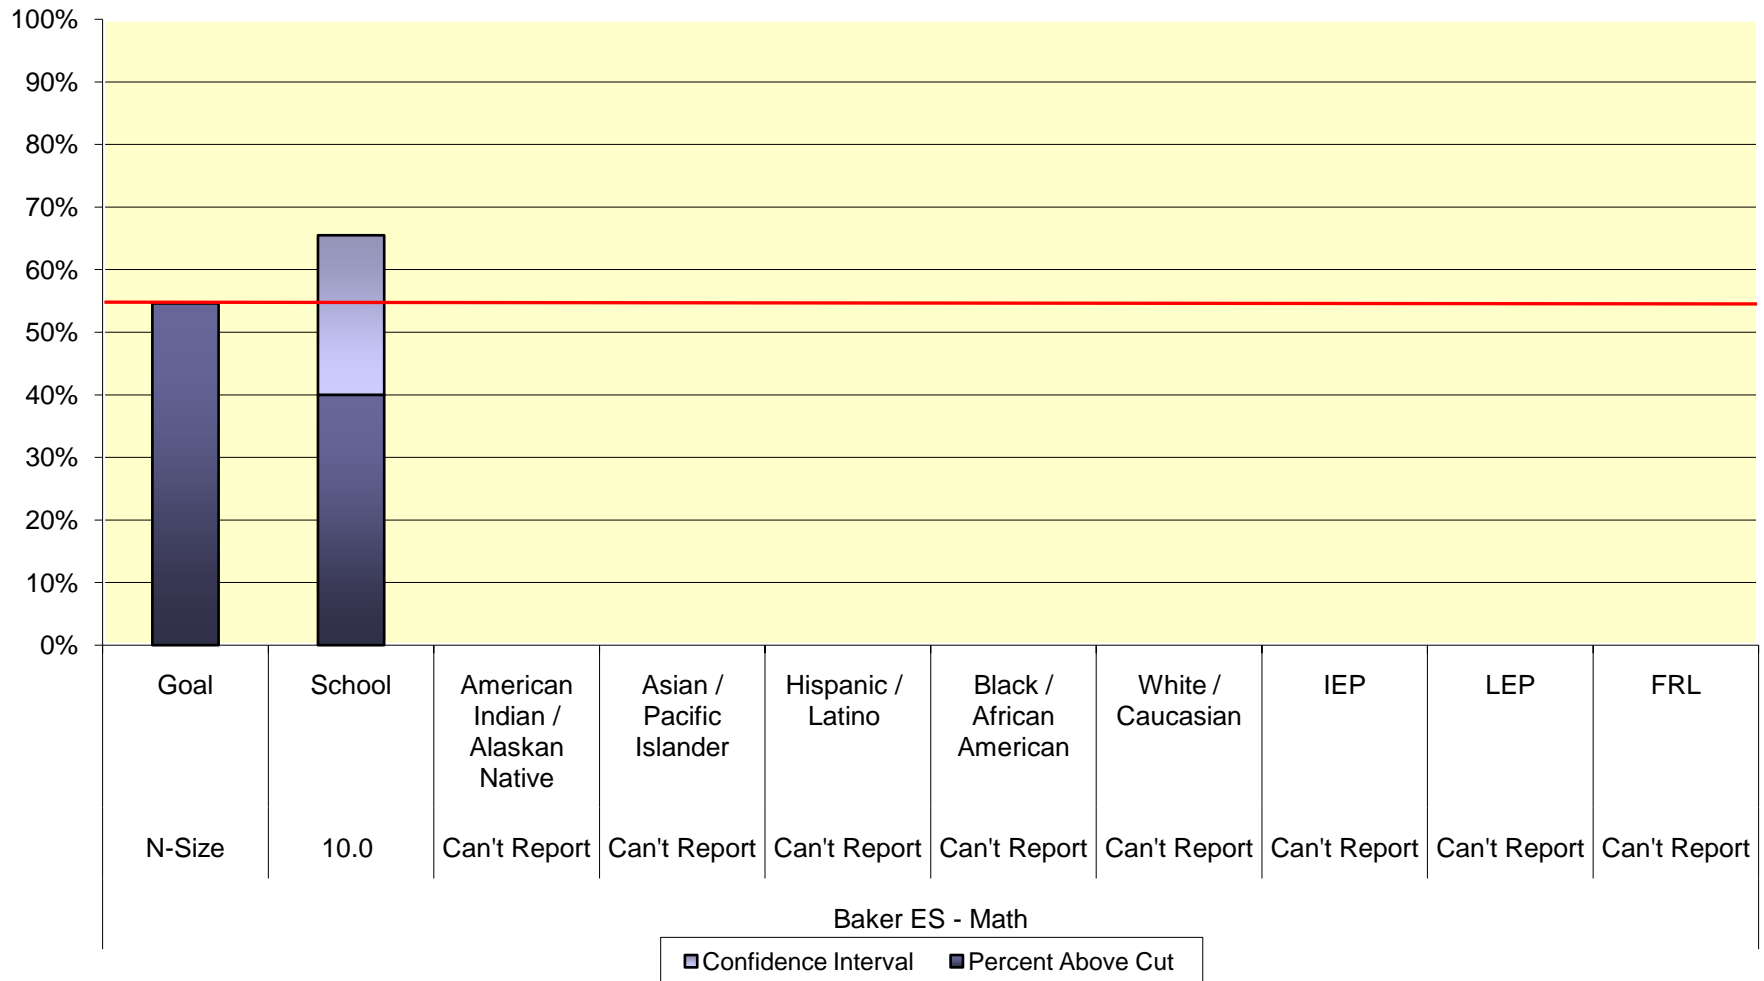 100%
90%
80%
70%
60%
50%
40%
30%
20%
10%
0%
Goal
School
American
Indian /
Alaskan
Native
Asian /
Pacific
Islander
Hispanic /
Latino
Black /
African
American
White /
Caucasian
IEP
LEP
FRL
N-Size
10.0
Can't Report
Can't Report
Can't Report
Can't Report
Can't Report
Can't Report
Can't Report
Can't Report
Baker ES - Math
Confidence Interval
Percent Above Cut